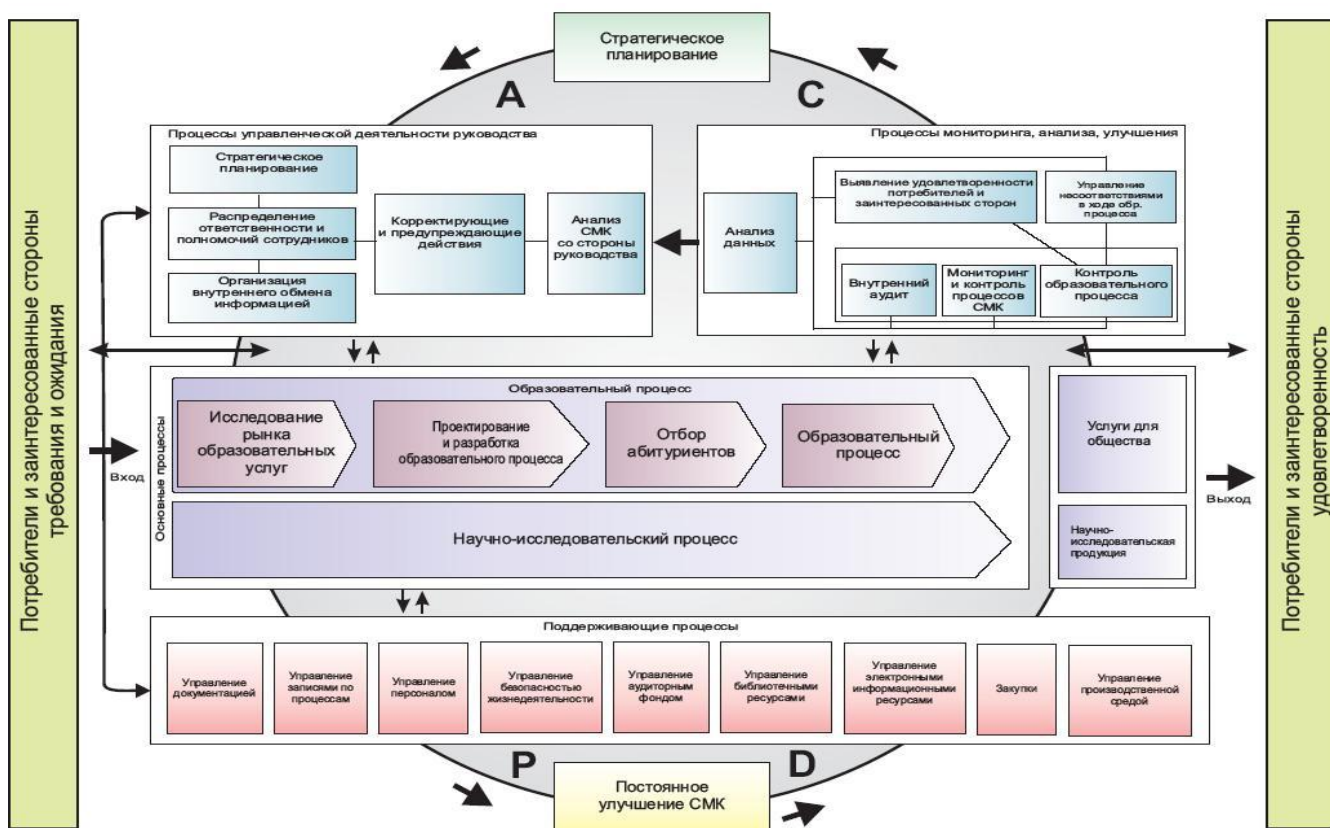 Потребители и заинтересованные стороны
требования и ожидания
Стратегическое
планирование
A
C
Процессы управленческой деятельности руководства
Стратегическое
планирование
Распределение
ответственности и
полномочий сотрудников
Организация
внутреннего обмена
информацией
Корректирующие
и предупреждающие
действия
Анализ
СМК
со стороны
руководства
Процессы мониторинга, анализа, улучшения
Анализ
данных
Выявление удовлетворенности
потребителей и
заинтересованных сторон
Управление
несоответствиями
в ходе обр.
процесса
Внутренний
аудит
Мониторинг
и контроль
процессов
СМК
Контроль
образовательного
процесса
Вход
Основные процессы
Образовательный процесс
Исследование
рынка
образовательных
услуг
Проектирование
и разработка
образовательного процесса
Отбор
абитуриентов
Образовательный
процесс
Научно-исследовательский процесс
Услуги для
общества
Научно-
исследовательская
продукция
Выход
Поддерживающие процессы
Управление
документацией
Управление
записями по
процессам
Управление
персоналом
Управление
безопасностью
жизнедеятельности
Управление
аудиторным
фондом
Управление
библиотечными
ресурсами
Управление
электронными
информационными
ресурсами
Закупки
Управление
производственной
средой
P
D
Постоянное
улучшение СМК
Потребители и заинтересованные стороны
удовлетворенность